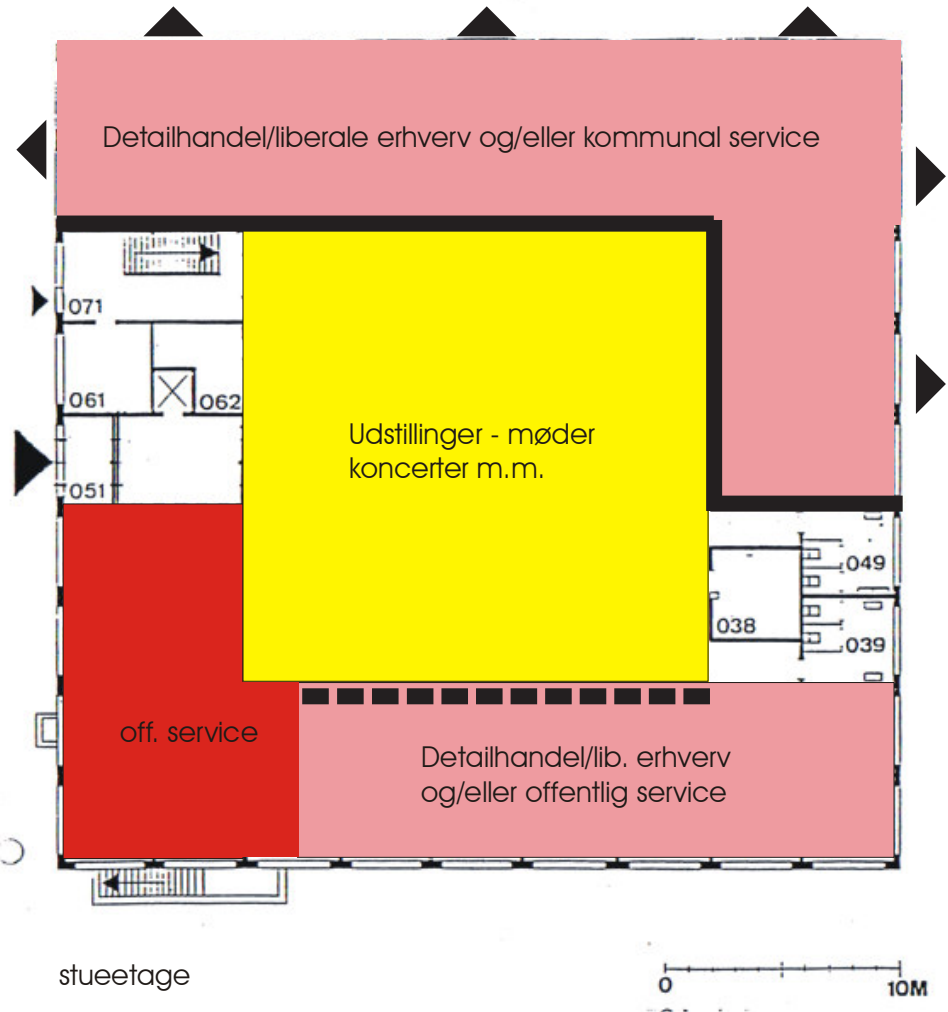 Detailhandel/liberale erhverv og/eller kommunal service
071
061
062
051
Udstillinger - møder
koncerter m.m.
049
038
039
off. service
Detailhandel/lib. erhverv
og/eller offentlig service
stueetage
0
10M